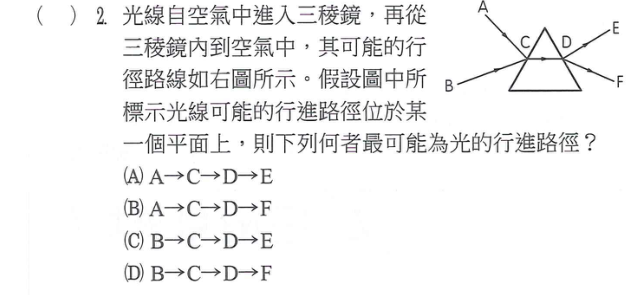 (　) 2. 光線自空氣中進入三稜鏡，再從
三稜鏡內到空氣中，其可能的行
徑路線如右圖所示。假設圖中所
標示光線可能的行進路徑位於某
一個平面上，則下列何者最可能為光的行進路徑？
(A) A→C→D→E
(B) A→C→D→F
(C) B→C→D→E
(D) B→C→D→F
A
E
C D
B
F